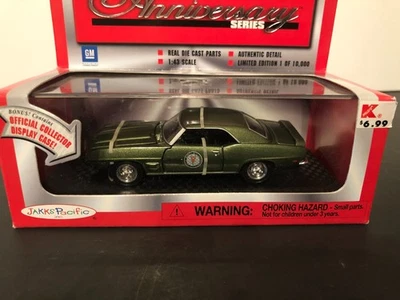 Anniversary
SERIES
GM
REAL DIE CAST PARTS
AUTHENTIC DETAIL
1:43 SCALE
LIMITED EDITION 1 OF 10,000
BONUS! Contains
OFFICIAL COLLECTOR
DISPLAY CASE!
K
$6.99
JAKKS Pacific
WARNING:
CHOKING HAZARD - Small parts.
Not for children under 3 years.